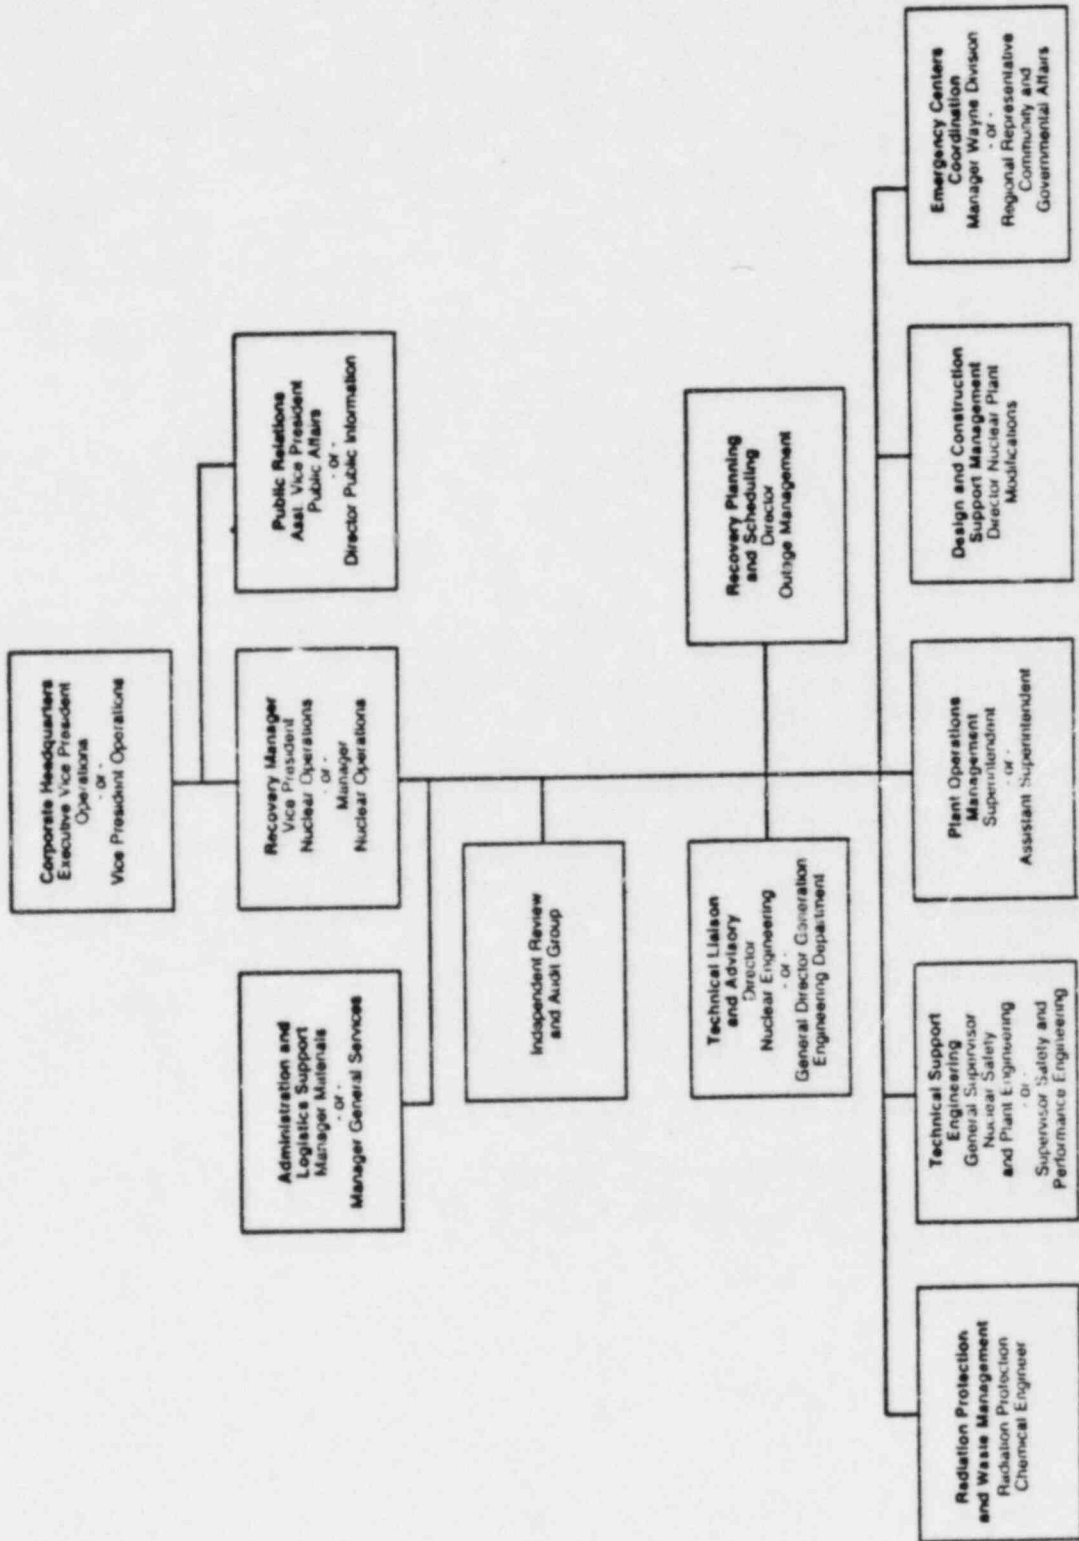 Corporate Headquarters
Executive Vice President
Operations
- or -
Vice President Operations
Public Relations
Asst. Vice President
Public Affairs
- or -
Director Public Information
Recovery Manager
Vice President
Nuclear Operations
- or -
Manager
Nuclear Operations
Administration and
Logistics Support
Manager Materials
- or -
Manager General Services
Independent Review
and Audit Group
Recovery Planning
and Scheduling
Director
Outage Management
Technical Liaison
and Advisory
Director
Nuclear Engineering
- or -
General Director Generation
Engineering Department
Radiation Protection
and Waste Management
Radiation Protection
Chemical Engineer
Technical Support
Engineering
General Supervisor
Nuclear Safety
and Plant Engineering
- or -
Supervisor Safety and
Performance Engineering
Plant Operations
Management
Superintendent
- or -
Assistant Superintendent
Design and Construction
Support Management
Director Nuclear Plant
Modifications
Emergency Centers
Coordination
Manager Wayne Division
- or -
Regional Representative
Community and
Governmental Affairs